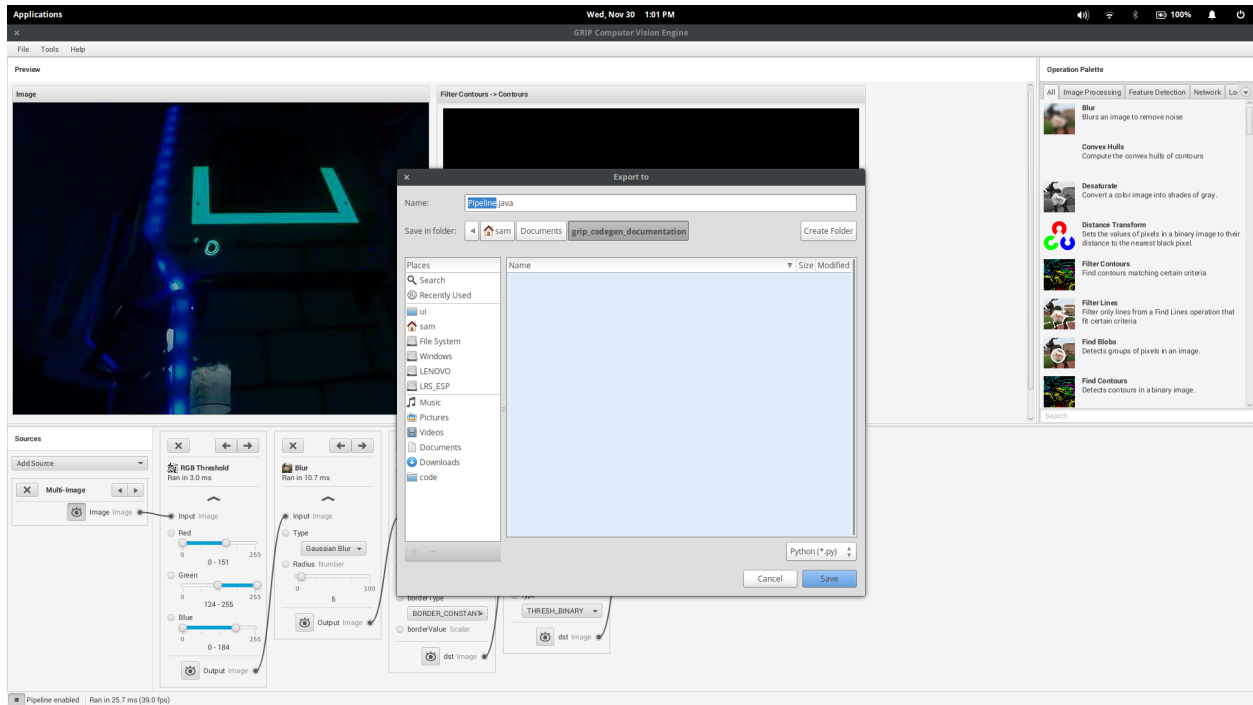 Applications
Wed, Nov 30 1:01 PM
100%
GRIP Computer Vision Engine
File Tools Help
Preview
Image
Filter Contours -> Contours
Operation Palette
All Image Processing Feature Detection Network Lo
Blur
Blurs an image to remove noise
Convex Hulls
Compute the convex hulls of contours
Desaturate
Convert a color image into shades of gray.
Distance Transform
Sets the values of pixels in a binary image to their
distance to the nearest black pixel.
Filter Contours
Find contours matching certain criteria
Filter Lines
Filter only lines from a Find Lines operation that
fit certain criteria
Find Blobs
Detects groups of pixels in an image.
Find Contours
Detects contours in a binary image.
Search
Export to
Name: Pipeline.java
Save in folder: sam Documents grip_codegen_documentation Create Folder
Places
Search
Recently Used
ui
sam
File System
Windows
LENOVO
LRS_ESP
Music
Pictures
Videos
Documents
Downloads
code
Name Size Modified
Python (*.py)
Cancel Save
Sources
Add Source
Multi-Image
Image Image
RGB Threshold
Ran in 3.0 ms
Input Image
Red
0 255
0 - 151
Green
0 255
124 - 255
Blue
0 255
0 - 184
Output Image
Blur
Ran in 10.7 ms
Input Image
Type
Gaussian Blur
Radius Number
0 100
5
Output Image
borderType
BORDER_CONSTANT
borderValue Scalar
dst Image
Type
THRESH_BINARY
dst Image
Pipeline enabled Ran in 25.7 ms (39.0 fps)